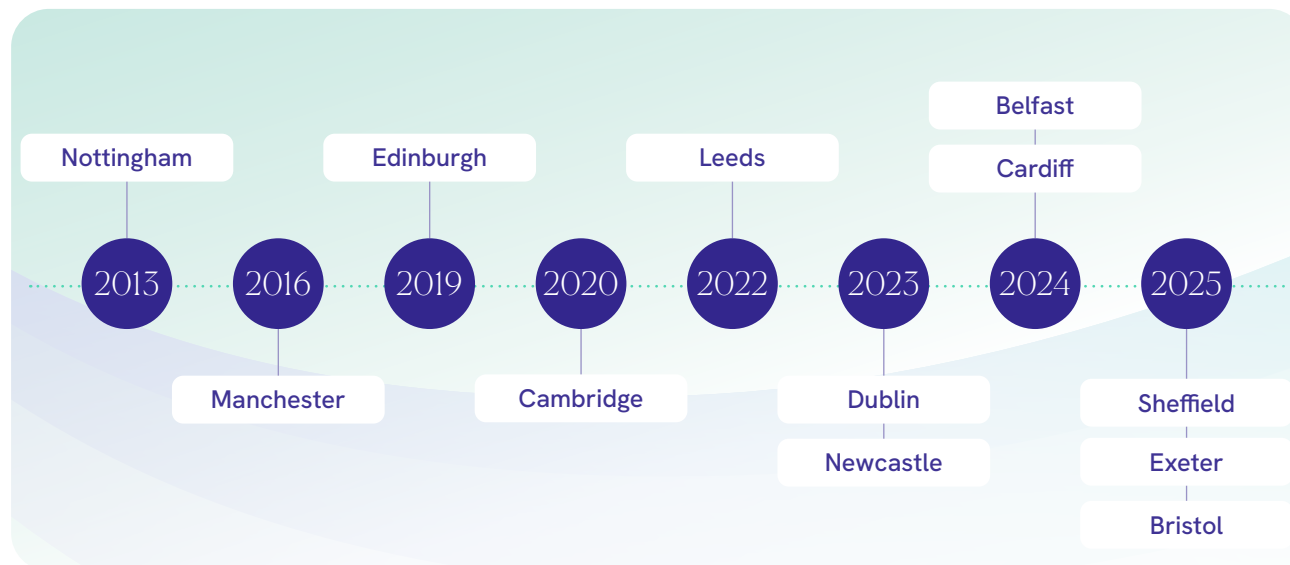 Belfast
Cardiff
Nottingham
Edinburgh
Leeds
2013
2016
2019
2020
2022
2023
2024
2025
Manchester
Cambridge
Dublin
Newcastle
Sheffield
Exeter
Bristol